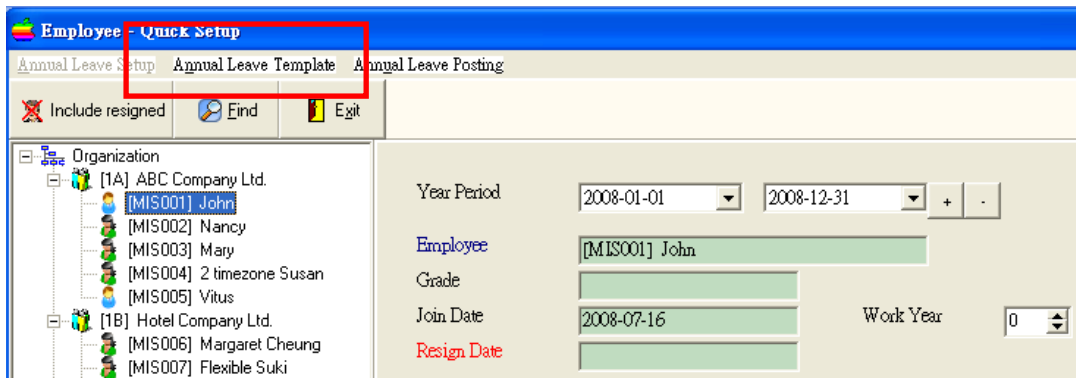 Employee - Quick Setup
Annual Leave Setup Annual Leave Template Annual Leave Posting
Include resigned Find Exit
Organization
[1A] ABC Company Ltd.
[MIS001] John
[MIS002] Nancy
[MIS003] Mary
[MIS004] 2 timezone Susan
[MIS005] Vitus
[1B] Hotel Company Ltd.
[MIS006] Margaret Cheung
[MIS007] Flexible Suki
Year Period 2008-01-01 2008-12-31 + -
Employee [MIS001] John
Grade
Join Date 2008-07-16 Work Year 0
Resign Date